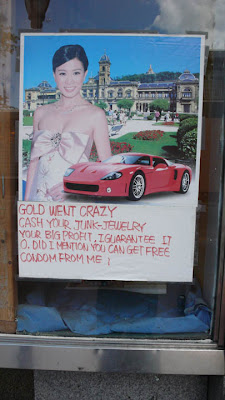 GOLD WENT CRAZY
CASH YOUR JUNK-JEWELRY
YOUR BIG PROFIT, I GUARANTEE IT
O. DID I MENTION YOU CAN GET FREE
CONDOM FROM ME !